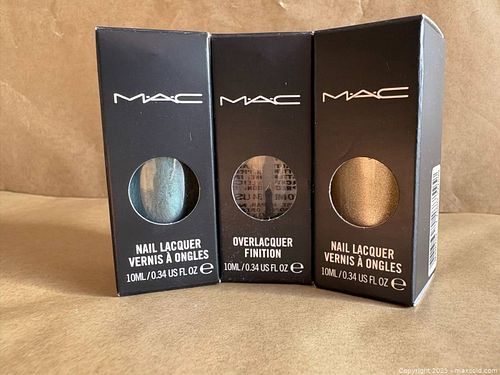 M·A·C
NAIL LACQUER
VERNIS À ONGLES
10ML/0.34 US FL OZ ℮
M·A·C
OVERLACQUER
FINITION
10ML/0.34 US FL OZ ℮
M·A·C
NAIL LACQUER
VERNIS À ONGLES
10ML/0.34 US FL OZ ℮
Copyright 2025 - maxsold.com